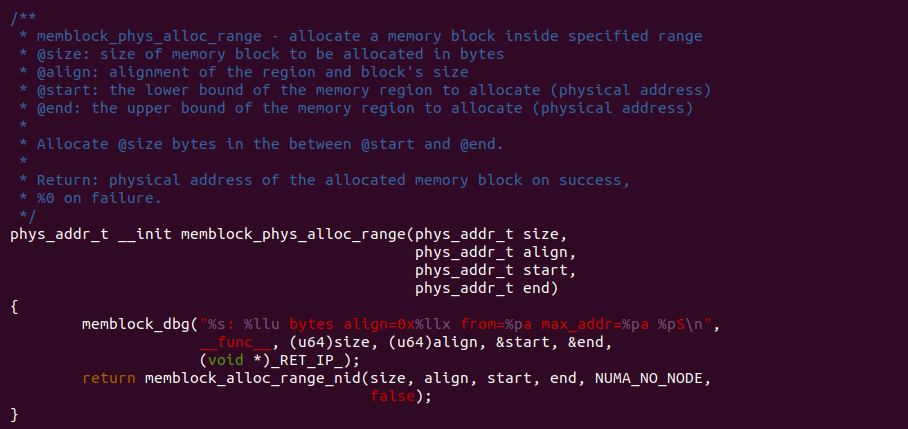 /**
 * memblock_phys_alloc_range - allocate a memory block inside specified range
 * @size: size of memory block to be allocated in bytes
 * @align: alignment of the region and block's size
 * @start: the lower bound of the memory region to allocate (physical address)
 * @end: the upper bound of the memory region to allocate (physical address)
 *
 * Allocate @size bytes in the between @start and @end.
 *
 * Return: physical address of the allocated memory block on success,
 * %0 on failure.
 */
phys_addr_t __init memblock_phys_alloc_range(phys_addr_t size,
                                             phys_addr_t align,
                                             phys_addr_t start,
                                             phys_addr_t end)
{
        memblock_dbg("%s: %llu bytes align=0x%llx from=%pa max_addr=%pa %pS\n",
                     __func__, (u64)size, (u64)align, &start, &end,
                     (void *)_RET_IP_);
        return memblock_alloc_range_nid(size, align, start, end, NUMA_NO_NODE,
                                        false);
}